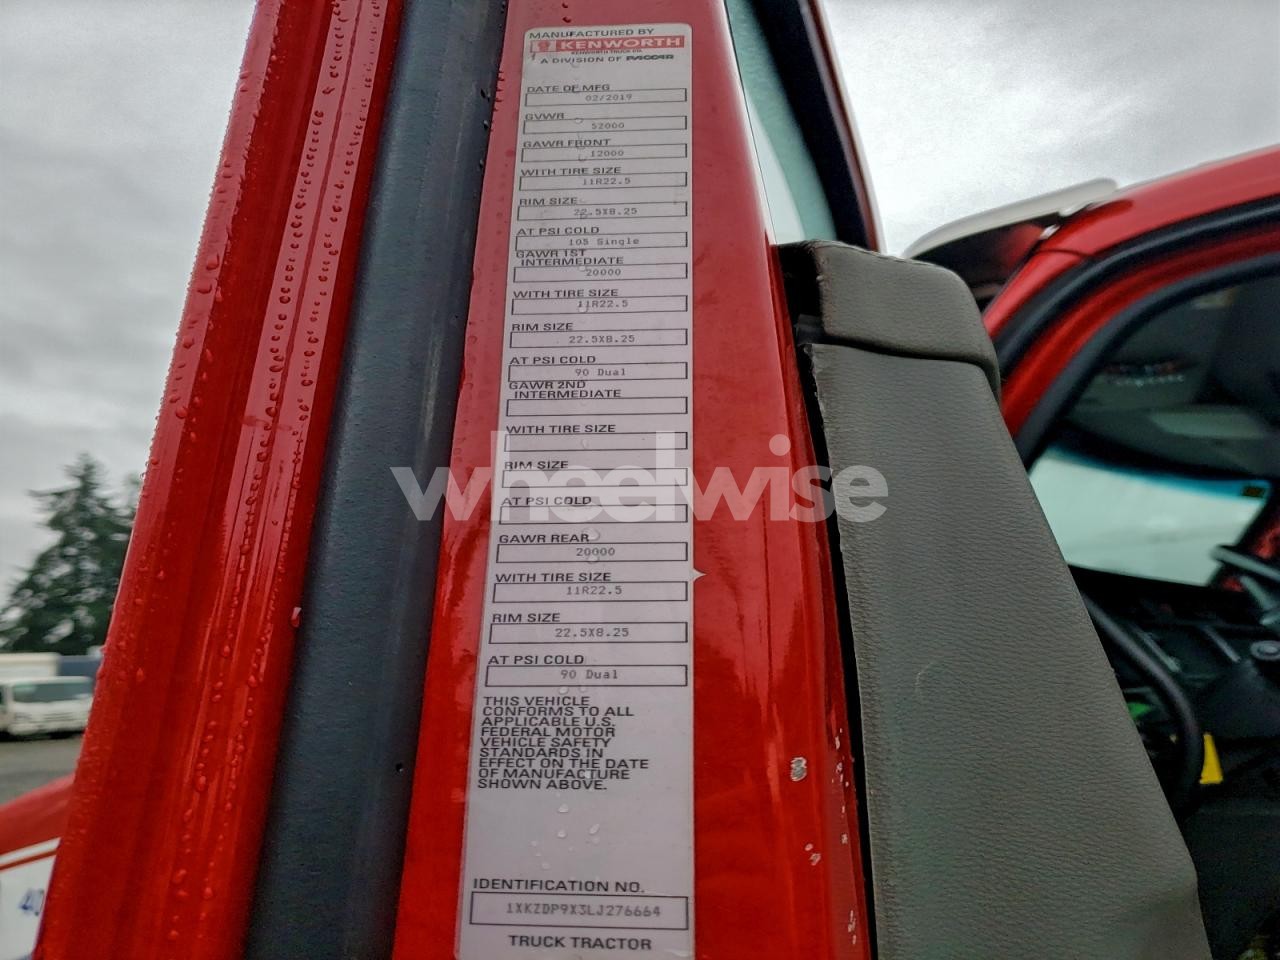 MANUFACTURED BY
KENWORTH
KENWORTH TRUCK CO.
A DIVISION OF PACCAR
DATE OF MFG
02/2019
GVWR
52000
GAWR FRONT
12000
WITH TIRE SIZE
11R22.5
RIM SIZE
22.5X8.25
AT PSI COLD
105 Single
GAWR 1ST
INTERMEDIATE
20000
WITH TIRE SIZE
11R22.5
RIM SIZE
22.5X8.25
AT PSI COLD
90 Dual
GAWR 2ND
INTERMEDIATE
WITH TIRE SIZE
RIM SIZE
AT PSI COLD
wheelwise
GAWR REAR
20000
WITH TIRE SIZE
11R22.5
RIM SIZE
22.5X8.25
AT PSI COLD
90 Dual
THIS VEHICLE
CONFORMS TO ALL
APPLICABLE U.S.
FEDERAL MOTOR
VEHICLE SAFETY
STANDARDS IN
EFFECT ON THE DATE
OF MANUFACTURE
SHOWN ABOVE.
IDENTIFICATION NO.
1XKZDP9X3LJ276664
TRUCK TRACTOR
40